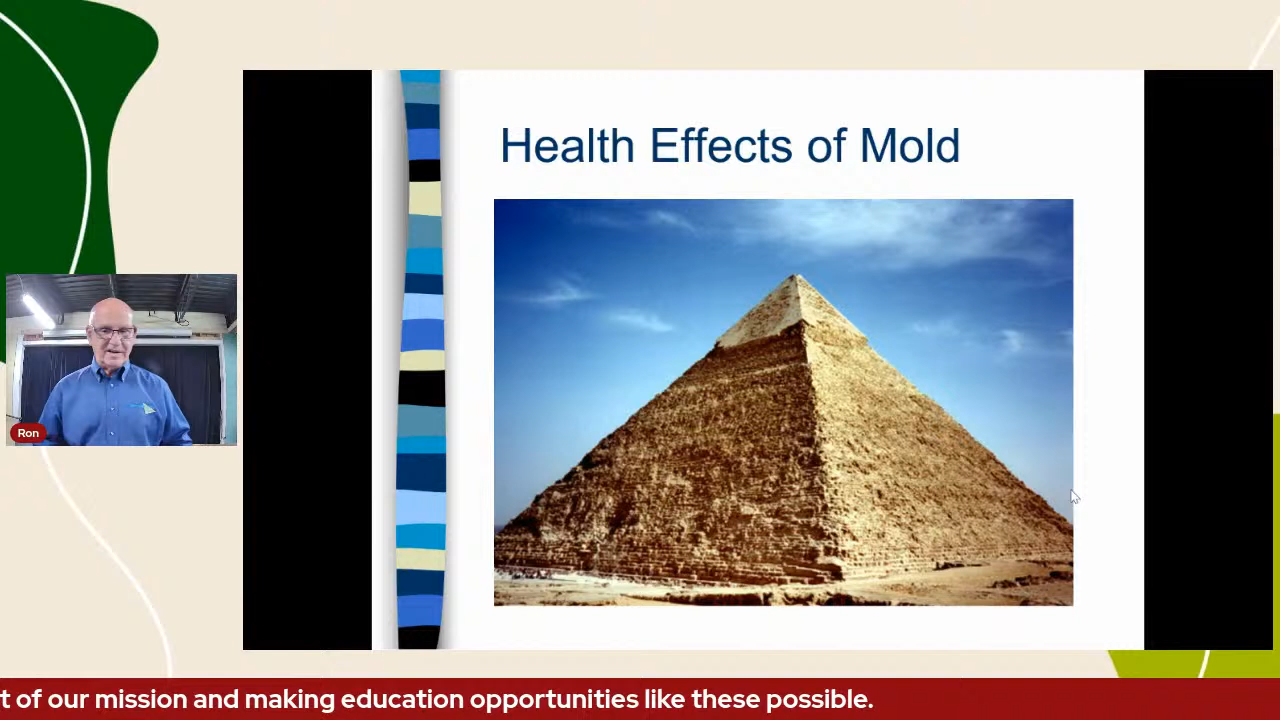 Health Effects of Mold
Ron
t of our mission and making education opportunities like these possible.